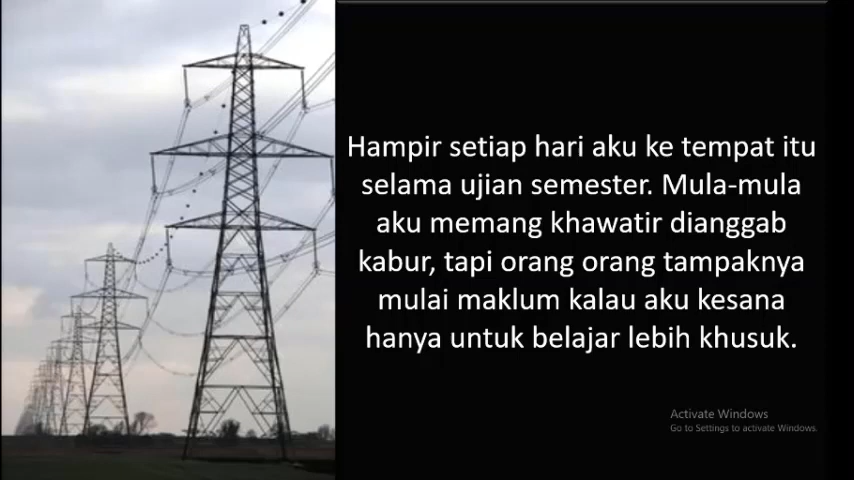 Hampir setiap hari aku ke tempat itu
selama ujian semester. Mula-mula
aku memang khawatir dianggab
kabur, tapi orang orang tampaknya
mulai maklum kalau aku kesana
hanya untuk belajar lebih khusuk.
Activate Windows
Go to Settings to activate Windows.